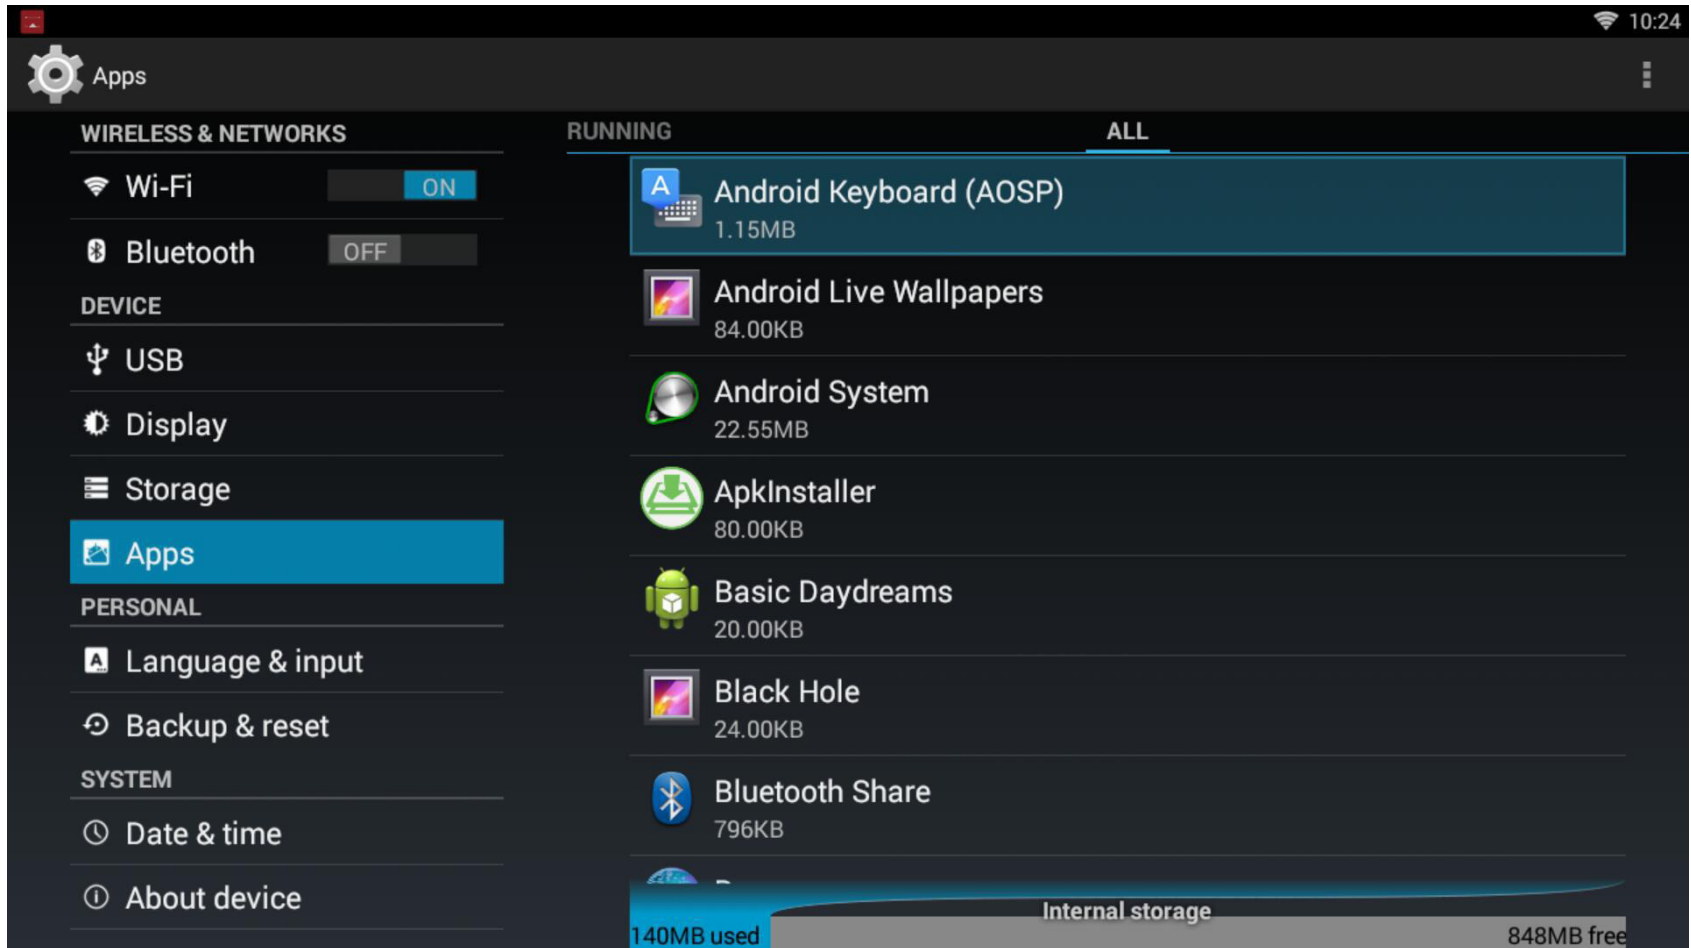 10:24
Apps
WIRELESS & NETWORKS
Wi-Fi
ON
Bluetooth
OFF
DEVICE
USB
Display
Storage
Apps
PERSONAL
Language & input
Backup & reset
SYSTEM
Date & time
About device
RUNNING
ALL
Android Keyboard (AOSP)
1.15MB
Android Live Wallpapers
84.00KB
Android System
22.55MB
ApkInstaller
80.00KB
Basic Daydreams
20.00KB
Black Hole
24.00KB
Bluetooth Share
796KB
Internal storage
140MB used
848MB free